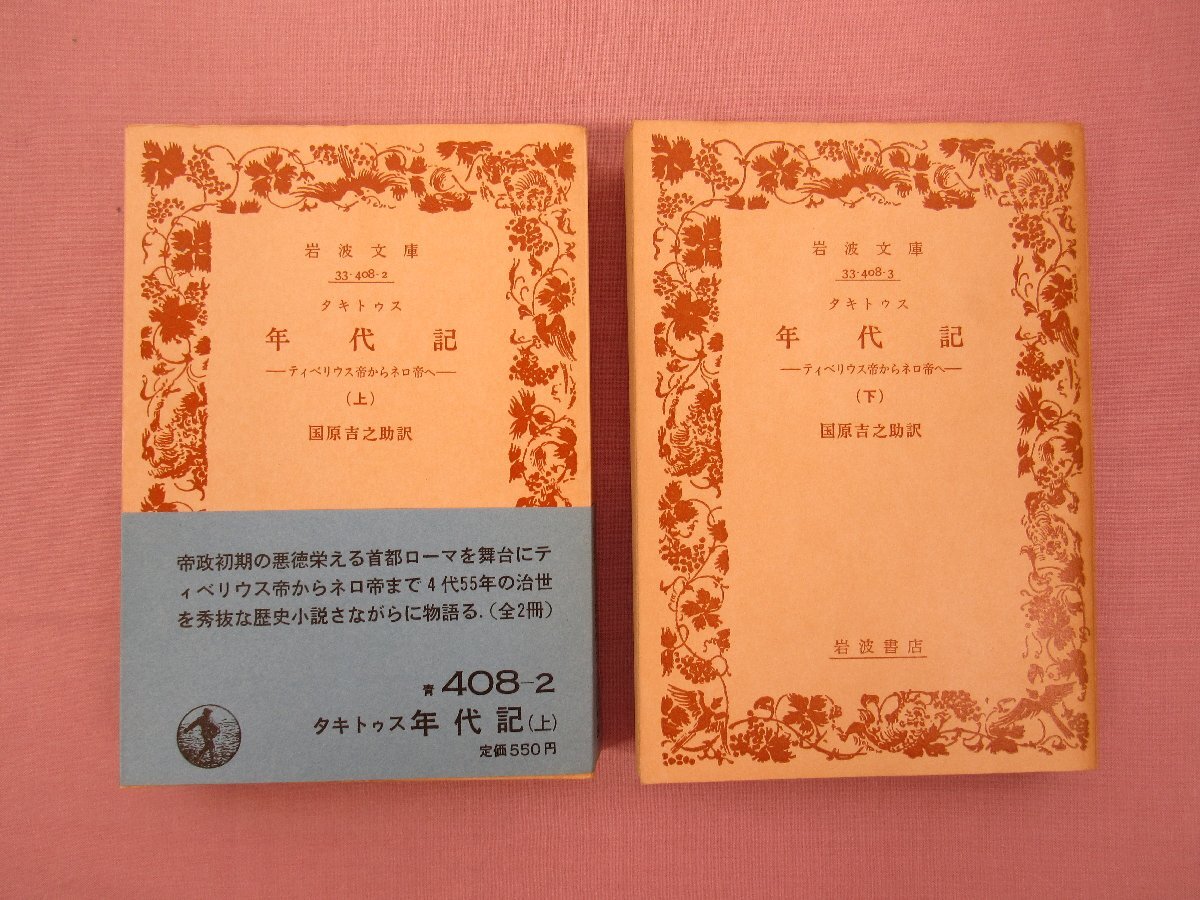 岩波文庫
33-408-2
タキトゥス
年代記
―ティベリウス帝からネロ帝へ―
（上）
国原吉之助訳
帝政初期の悪徳栄える首都ローマを舞台にテ
ィベリウス帝からネロ帝まで4代55年の治世
を秀抜な歴史小説さながらに物語る.（全2冊）
青 408-2
タキトゥス 年代記（上）
定価550円
岩波文庫
33-408-3
タキトゥス
年代記
―ティベリウス帝からネロ帝へ―
（下）
国原吉之助訳
岩波書店